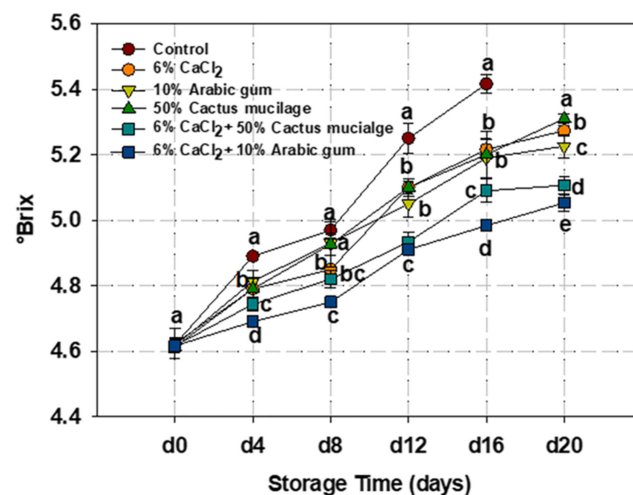 5.6
5.4
5.2
5.0
4.8
4.6
4.4
°Brix
Control
6% CaCl2
10% Arabic gum
50% Cactus mucilage
6% CaCl2 + 50% Cactus mucialge
6% CaCl2 + 10% Arabic gum
a
a
b
c
d
a
a
b
bc
c
a
b
b
c
a
b
b
c
d
a
b
c
d
e
d0 d4 d8 d12 d16 d20
Storage Time (days)